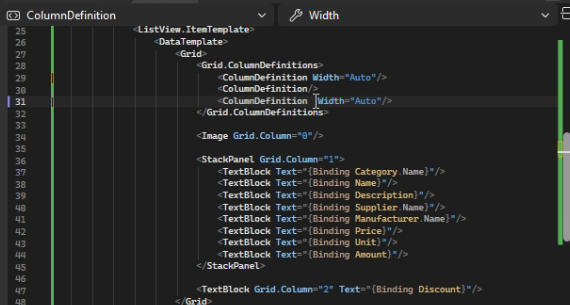 ColumnDefinition Width
25 <ListView.ItemTemplate>
26 <DataTemplate>
27 <Grid>
28 <Grid.ColumnDefinitions>
29 <ColumnDefinition Width="Auto"/>
30 <ColumnDefinition/>
31 <ColumnDefinition Width="Auto"/>
32 </Grid.ColumnDefinitions>
33
34 <Image Grid.Column="0"/>
35
36 <StackPanel Grid.Column="1">
37 <TextBlock Text="{Binding Category.Name}"/>
38 <TextBlock Text="{Binding Name}"/>
39 <TextBlock Text="{Binding Description}"/>
40 <TextBlock Text="{Binding Supplier.Name}"/>
41 <TextBlock Text="{Binding Manufacturer.Name}"/>
42 <TextBlock Text="{Binding Price}"/>
43 <TextBlock Text="{Binding Unit}"/>
44 <TextBlock Text="{Binding Amount}"/>
45 </StackPanel>
46
47 <TextBlock Grid.Column="2" Text="{Binding Discount}"/>
48 </Grid>